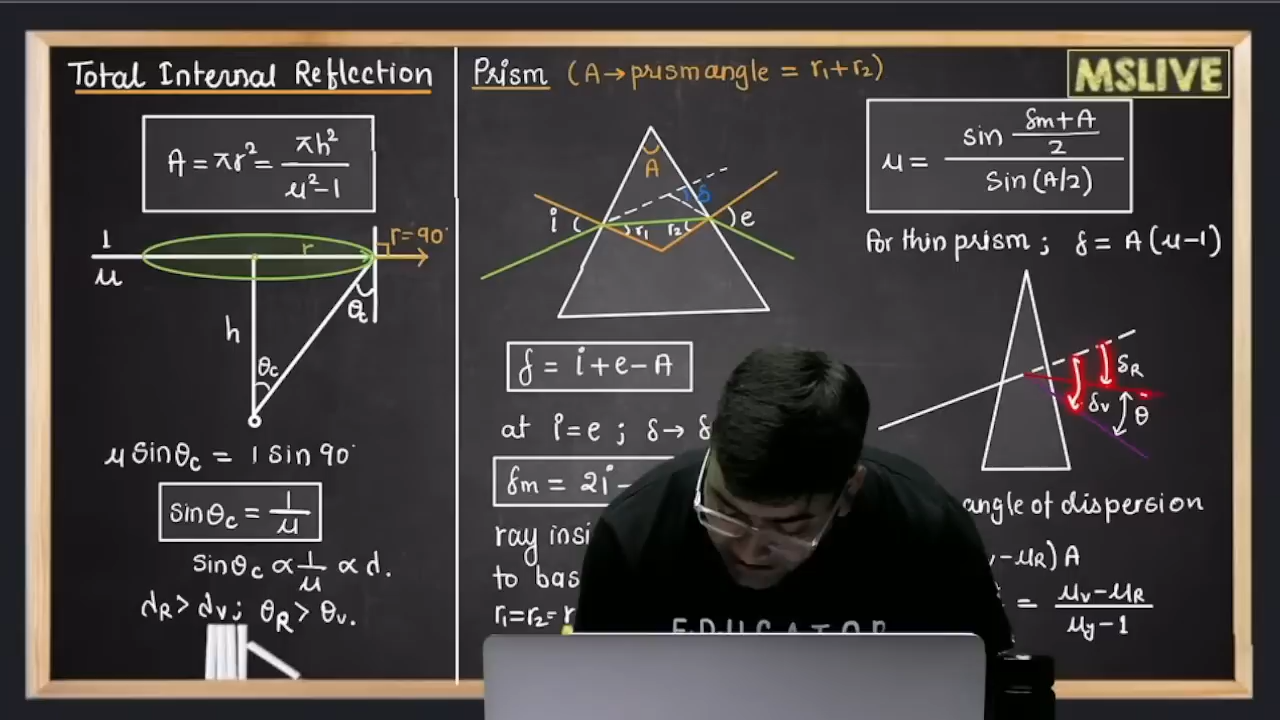 Total Internal Reflection
A = πr² = πh² / μ²-1
1
μ
r
r=90°
h
θc
θc
μ sinθc = 1 sin 90°
sinθc = 1/μ
sinθc ∝ 1/μ ∝ d.
dR > dv; θR > θv.
Prism (A → prism angle = r₁+r₂)
A
δ
i
r₁
r₂
e
δ = i+e-A
at i=e ; δ→ δ
δm = 2i-
ray insi
to bas
r₁=r₂=r
MSLIVE
μ = sin (δm+A)/2 / Sin(A/2)
for thin prism ; δ = A(μ-1)
δR
δv
θ
angle of dispersion
-μR)A
= μv-μR / μy-1
EDUCATOR